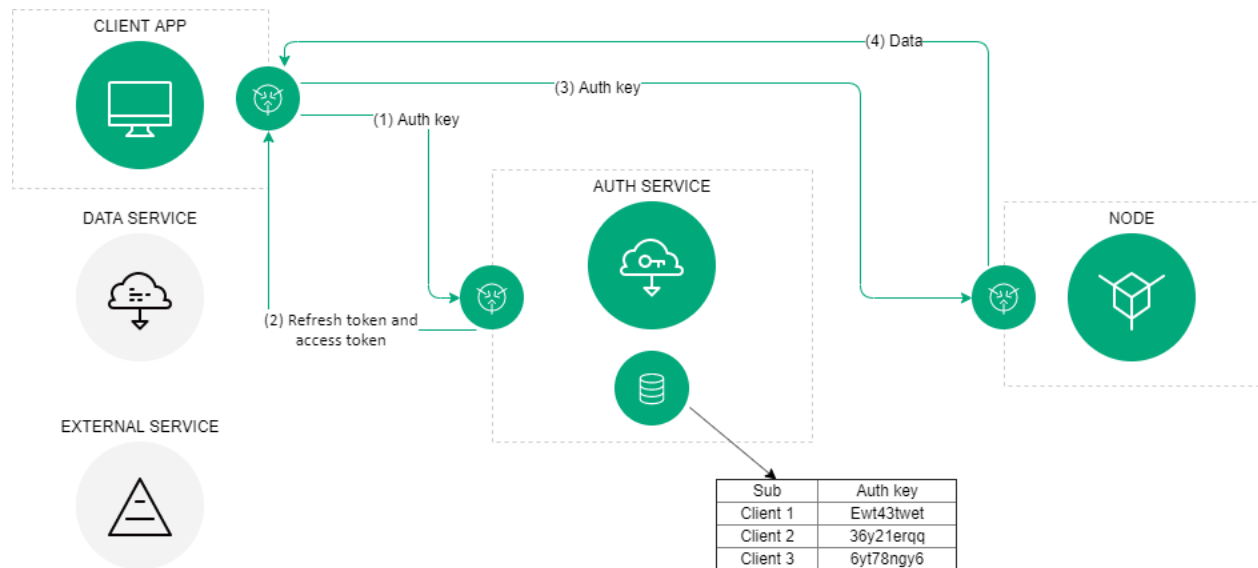 CLIENT APP
(4) Data
(3) Auth key
(1) Auth key
AUTH SERVICE
DATA SERVICE
NODE
(2) Refresh token and
access token
EXTERNAL SERVICE
Sub Auth key
Client 1 Ewt43twet
Client 2 36y21erqq
Client 3 6yt78ngy6